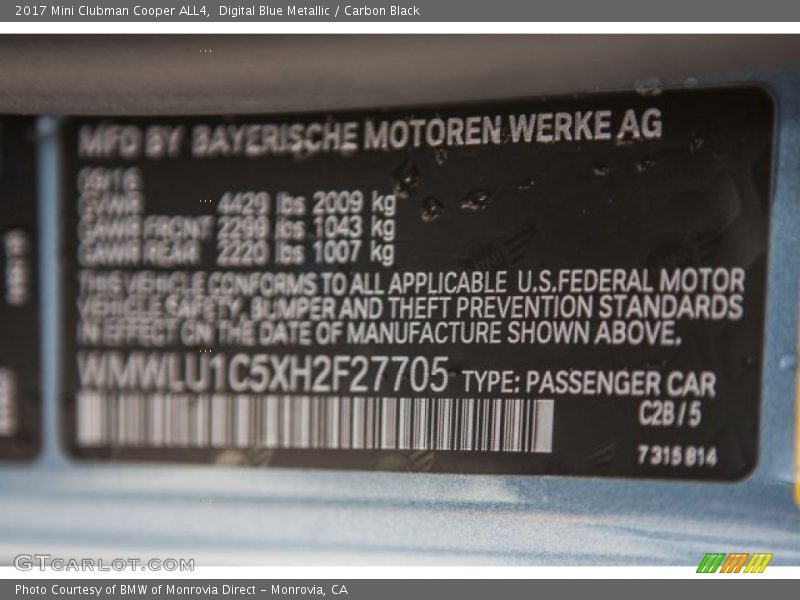 2017 Mini Clubman Cooper ALL4,  Digital Blue Metallic / Carbon Black
MFD BY BAYERISCHE MOTOREN WERKE AG
09/16
GVWR 4429 lbs 2009 kg
GAWR FRONT 2299 lbs 1043 kg
GAWR REAR 2220 lbs 1007 kg
THIS VEHICLE CONFORMS TO ALL APPLICABLE U.S.FEDERAL MOTOR
VEHICLE SAFETY, BUMPER AND THEFT PREVENTION STANDARDS
IN EFFECT ON THE DATE OF MANUFACTURE SHOWN ABOVE.
WMWLU1C5XH2F27705 TYPE: PASSENGER CAR
C2B / 5
7 315 814
GTCARLOT.COM
Photo Courtesy of BMW of Monrovia Direct - Monrovia, CA